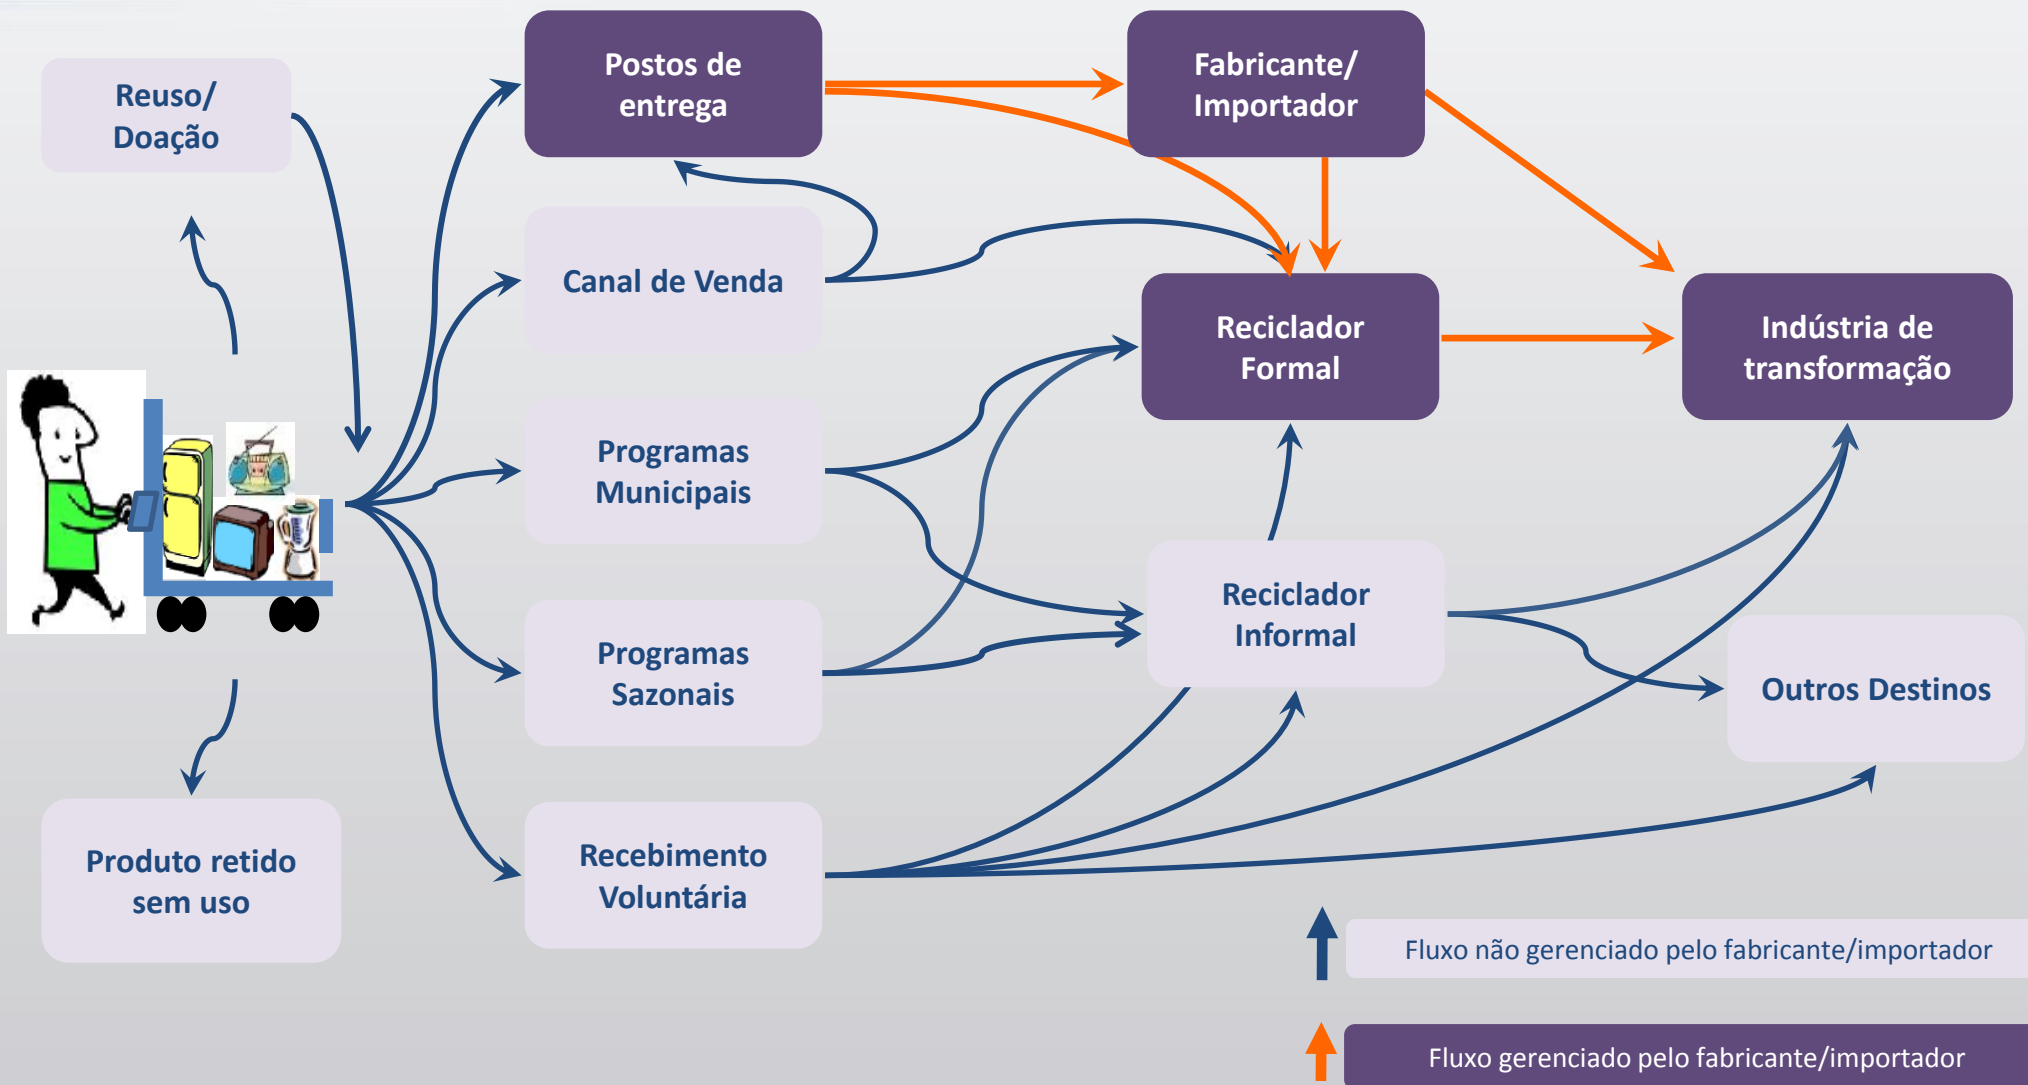 Reuso/
Doação
Postos de
entrega
Fabricante/
Importador
Canal de Venda
Reciclador
Formal
Indústria de
transformação
Programas
Municipais
Reciclador
Informal
Programas
Sazonais
Outros Destinos
Produto retido
sem uso
Recebimento
Voluntária
Fluxo não gerenciado pelo fabricante/importador
Fluxo gerenciado pelo fabricante/importador